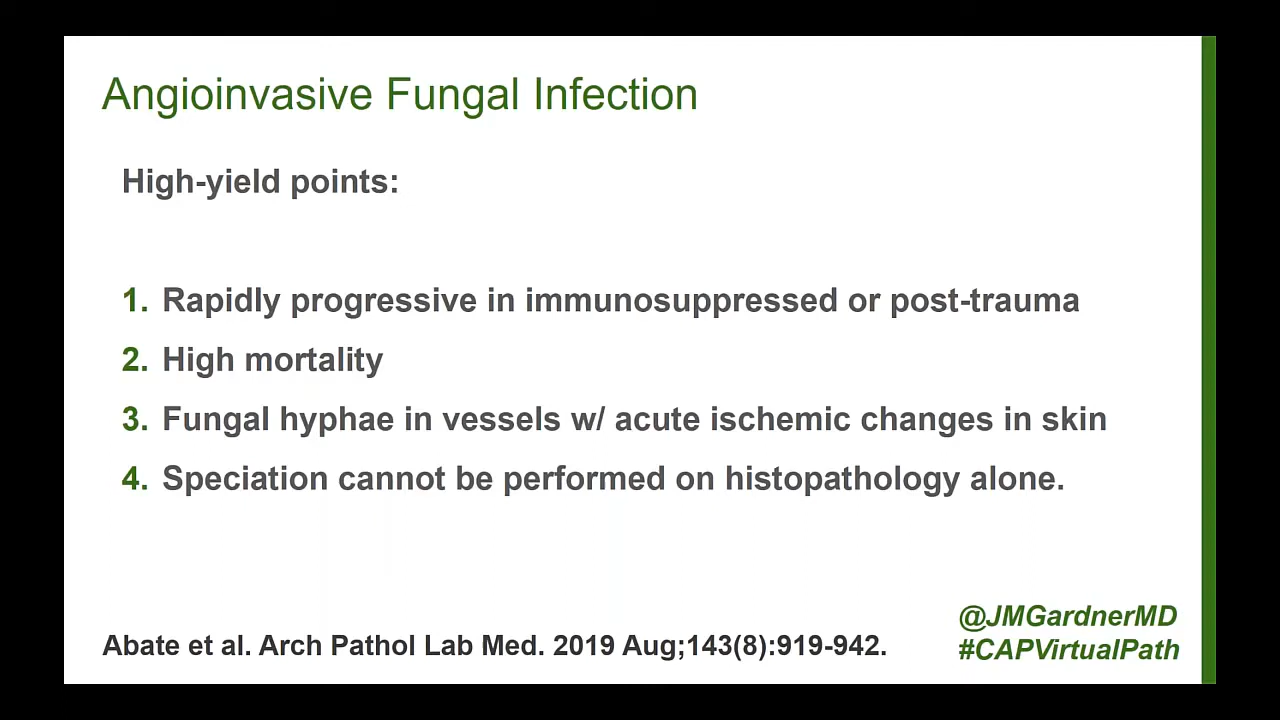 Angioinvasive Fungal Infection
High-yield points:
1. Rapidly progressive in immunosuppressed or post-trauma
2. High mortality
3. Fungal hyphae in vessels w/ acute ischemic changes in skin
4. Speciation cannot be performed on histopathology alone.
@JMGardnerMD
Abate et al. Arch Pathol Lab Med. 2019 Aug;143(8):919-942.
#CAPVirtualPath